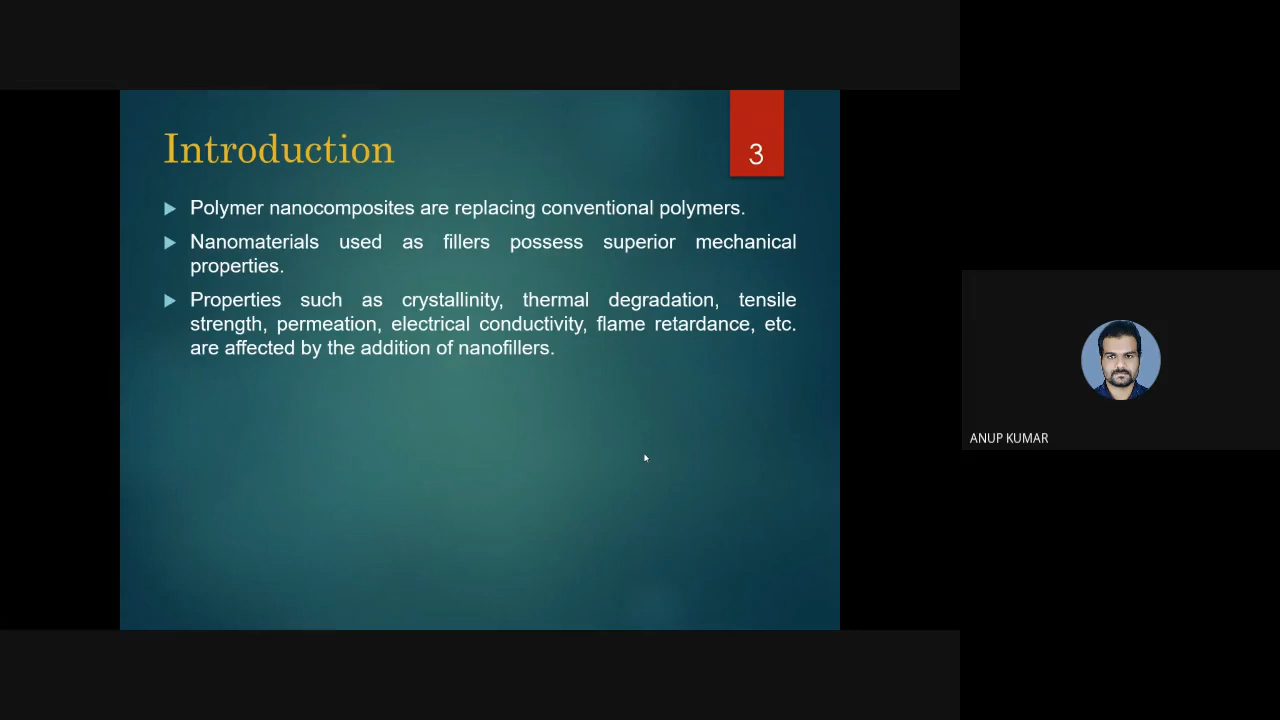 Introduction
3
Polymer nanocomposites are replacing conventional polymers.
Nanomaterials used as fillers possess superior mechanical
properties.
Properties such as crystallinity, thermal degradation, tensile
strength, permeation, electrical conductivity, flame retardance, etc.
are affected by the addition of nanofillers.
ANUP KUMAR